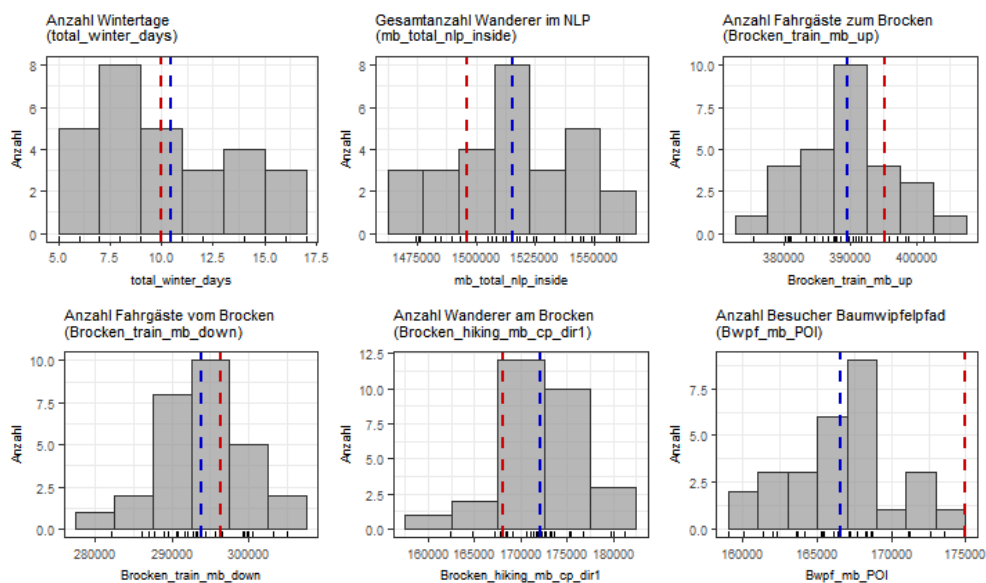 Anzahl Wintertage
(total_winter_days)
Anzahl
8
6
4
2
0
5.0 7.5 10.0 12.5 15.0 17.5
total_winter_days
Gesamtanzahl Wanderer im NLP
(mb_total_nlp_inside)
Anzahl
8
6
4
2
0
1475000 1500000 1525000 1550000
mb_total_nlp_inside
Anzahl Fahrgäste zum Brocken
(Brocken_train_mb_up)
Anzahl
10.0
7.5
5.0
2.5
0.0
380000 390000 400000
Brocken_train_mb_up
Anzahl Fahrgäste vom Brocken
(Brocken_train_mb_down)
Anzahl
10.0
7.5
5.0
2.5
0.0
280000 290000 300000
Brocken_train_mb_down
Anzahl Wanderer am Brocken
(Brocken_hiking_mb_cp_dir1)
Anzahl
12.5
10.0
7.5
5.0
2.5
0.0
160000 165000 170000 175000 180000
Brocken_hiking_mb_cp_dir1
Anzahl Besucher Baumwipfelpfad
(Bwpf_mb_POI)
Anzahl
7.5
5.0
2.5
0.0
160000 165000 170000 175000
Bwpf_mb_POI